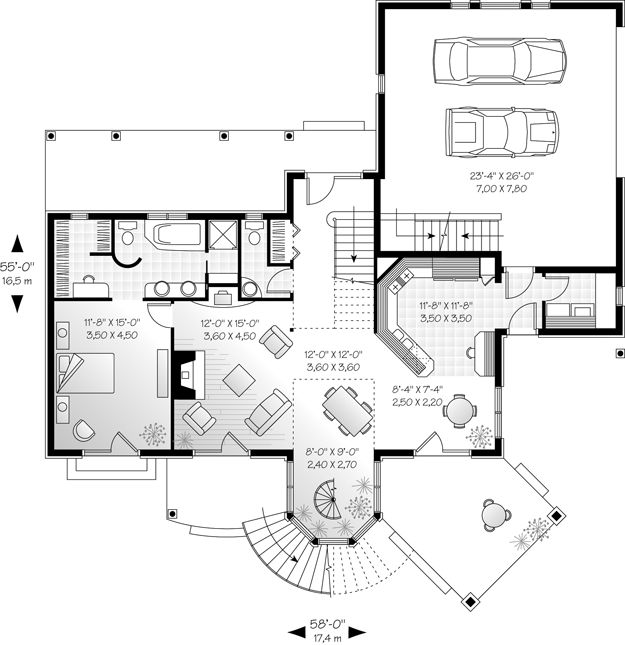 23'-4" X 26'-0"
7,00 X 7,80
55'-0"
16,5 m
11'-8" X 15'-0"
3,50 X 4,50
12'-0" X 15'-0"
3,60 X 4,50
11'-8" X 11'-8"
3,50 X 3,50
12'-0" X 12'-0"
3,60 X 3,60
8'-4" X 7'-4"
2,50 X 2,20
8'-0" X 9'-0"
2,40 X 2,70
58'-0"
17,4 m